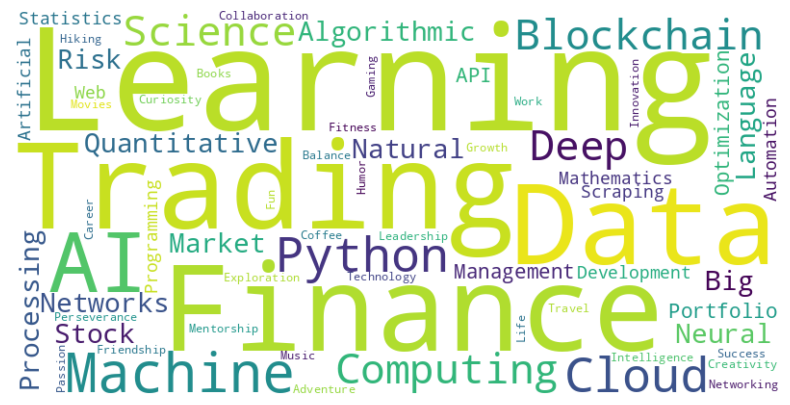 Statistics
Collaboration
Hiking
Science
Algorithmic
Blockchain
Risk
Learning
Artificial
Web
Movies
Books
Curiosity
Gaming
API
Work
Innovation
Optimization
Language
Automation
Quantitative
Fitness
Balance
Natural
Growth
Deep
Trading
Humor
Mathematics
Scraping
Fun
Programming
Career
Data
AI
Market
Coffee
Leadership
Python
Processing
Exploration
Technology
Management
Development
Big
Networks
Finance
Perseverance
Stock
Mentorship
Travel
Life
Portfolio
Neural
Friendship
Passion
Music
Machine
Adventure
Computing
Cloud
Intelligence
Success
Creativity
Networking